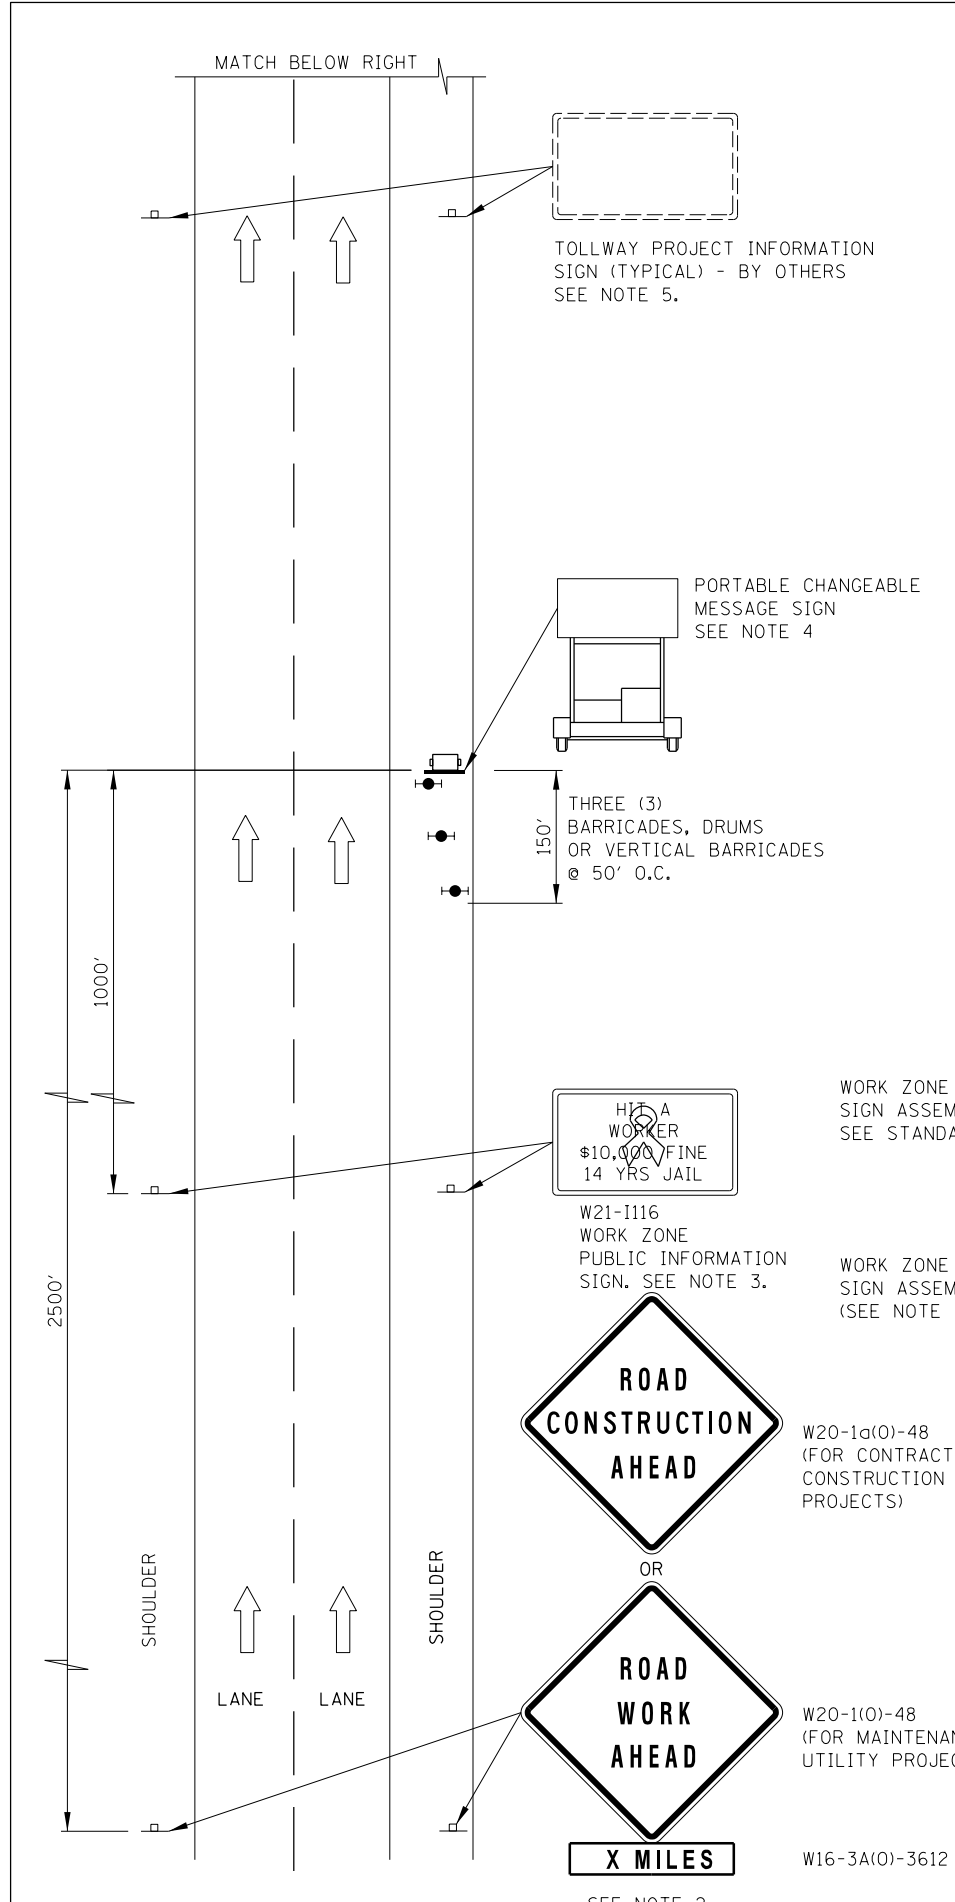 MATCH BELOW RIGHT
TOLLWAY PROJECT INFORMATION
SIGN (TYPICAL) - BY OTHERS
SEE NOTE 5.
PORTABLE CHANGEABLE
MESSAGE SIGN
SEE NOTE 4
THREE (3)
BARRICADES, DRUMS
OR VERTICAL BARRICADES
@ 50' O.C.
150'
1000'
2500'
HIT A
WORKER
$10,000 FINE
14 YRS JAIL
W21-I116
WORK ZONE
PUBLIC INFORMATION
SIGN. SEE NOTE 3.
WORK ZONE
SIGN ASSEM
SEE STANDA
WORK ZONE
SIGN ASSEM
(SEE NOTE
ROAD
CONSTRUCTION
AHEAD
W20-1a(O)-48
(FOR CONTRACT
CONSTRUCTION
PROJECTS)
OR
SHOULDER
SHOULDER
LANE
LANE
ROAD
WORK
AHEAD
W20-1(O)-48
(FOR MAINTENAN
UTILITY PROJEC
X MILES
W16-3A(O)-3612
SEE NOTE 2